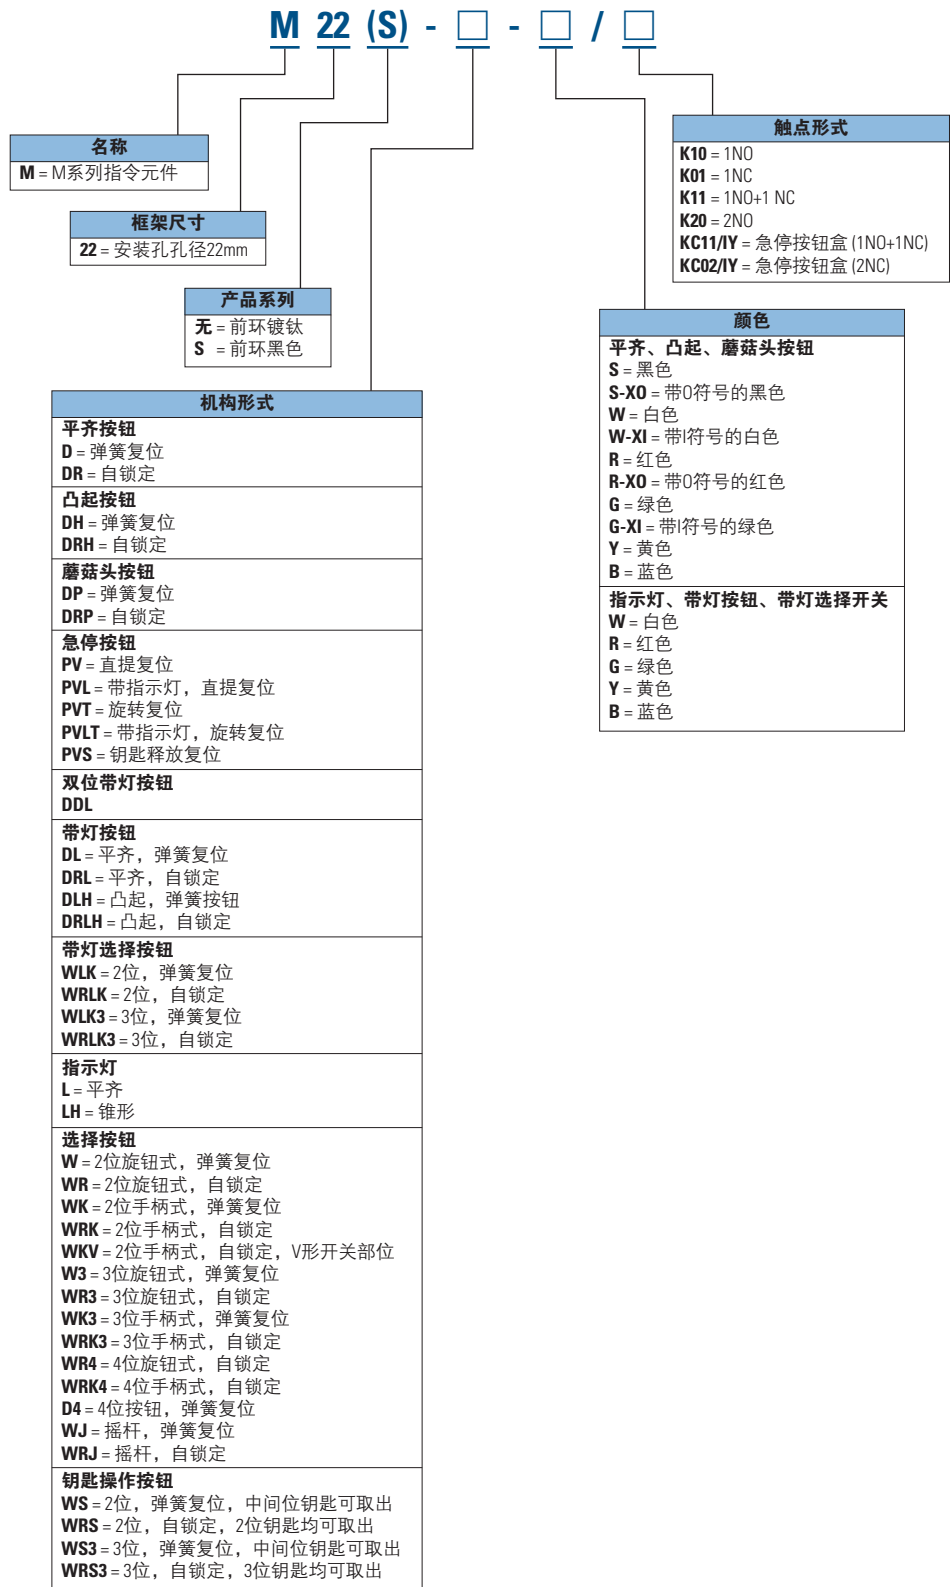 M 22 (S) - □ - □ / □
名称
M = M系列指令元件
框架尺寸
22 = 安装孔孔径22mm
产品系列
无 = 前环镀钛
S = 前环黑色
机构形式
平齐按钮
D = 弹簧复位
DR = 自锁定
凸起按钮
DH = 弹簧复位
DRH = 自锁定
蘑菇头按钮
DP = 弹簧复位
DRP = 自锁定
急停按钮
PV = 直提复位
PVL = 带指示灯，直提复位
PVT = 旋转复位
PVLT = 带指示灯，旋转复位
PVS = 钥匙释放复位
双位带灯按钮
DDL
带灯按钮
DL = 平齐，弹簧复位
DRL = 平齐，自锁定
DLH = 凸起，弹簧按钮
DRLH = 凸起，自锁定
带灯选择按钮
WLK = 2位，弹簧复位
WRLK = 2位，自锁定
WLK3 = 3位，弹簧复位
WRLK3 = 3位，自锁定
指示灯
L = 平齐
LH = 锥形
选择按钮
W = 2位旋钮式，弹簧复位
WR = 2位旋钮式，自锁定
WK = 2位手柄式，弹簧复位
WRK = 2位手柄式，自锁定
WKV = 2位手柄式，自锁定，V形开关部位
W3 = 3位旋钮式，弹簧复位
WR3 = 3位旋钮式，自锁定
WK3 = 3位手柄式，弹簧复位
WRK3 = 3位手柄式，自锁定
WR4 = 4位旋钮式，自锁定
WRK4 = 4位手柄式，自锁定
D4 = 4位按钮，弹簧复位
WJ = 摇杆，弹簧复位
WRJ = 摇杆，自锁定
钥匙操作按钮
WS = 2位，弹簧复位，中间位钥匙可取出
WRS = 2位，自锁定，2位钥匙均可取出
WS3 = 3位，弹簧复位，中间位钥匙可取出
WRS3 = 3位，自锁定，3位钥匙均可取出
触点形式
K10 = 1NO
K01 = 1NC
K11 = 1NO+1 NC
K20 = 2NO
KC11/IY = 急停按钮盒 (1NO+1NC)
KC02/IY = 急停按钮盒 (2NC)
颜色
平齐、凸起、蘑菇头按钮
S = 黑色
S-X0 = 带0符号的黑色
W = 白色
W-XI = 带I符号的白色
R = 红色
R-X0 = 带0符号的红色
G = 绿色
G-XI = 带I符号的绿色
Y = 黄色
B = 蓝色
指示灯、带灯按钮、带灯选择开关
W = 白色
R = 红色
G = 绿色
Y = 黄色
B = 蓝色